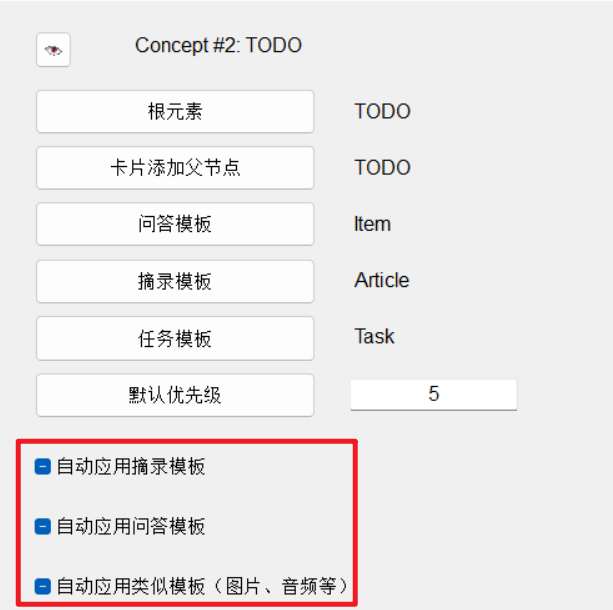 Concept #2: TODO
根元素 TODO
卡片添加父节点 TODO
问答模板 Item
摘录模板 Article
任务模板 Task
默认优先级 5
自动应用摘录模板
自动应用问答模板
自动应用类似模板（图片、音频等）